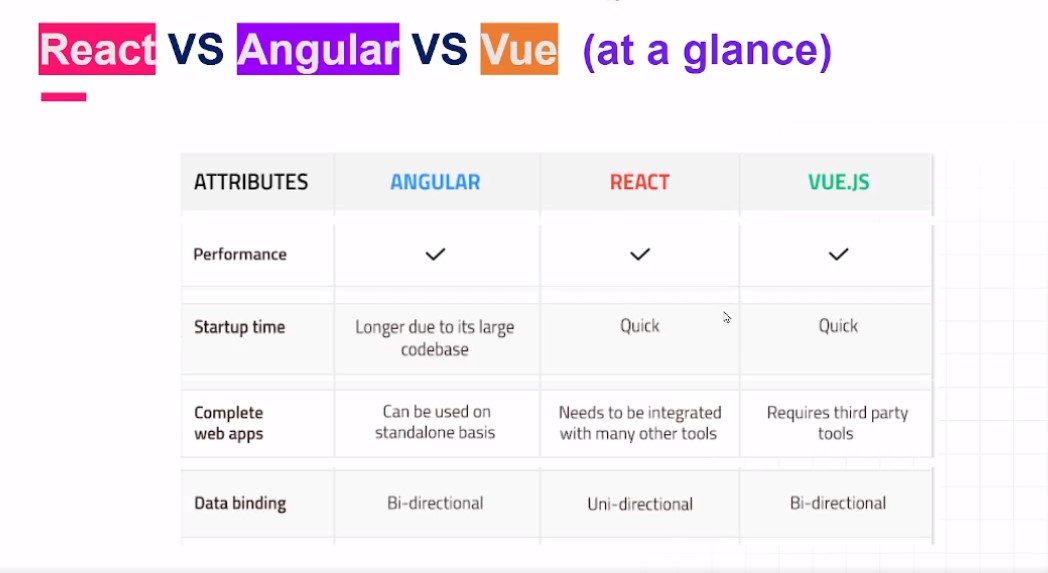 React VS Angular VS Vue (at a glance)
ATTRIBUTES ANGULAR REACT VUE.JS
Performance
Startup time
Longer due to its large
codebase
Quick
Quick
Complete
web apps
Can be used on
standalone basis
Needs to be integrated
with many other tools
Requires third party
tools
Data binding Bi-directional Uni-directional Bi-directional